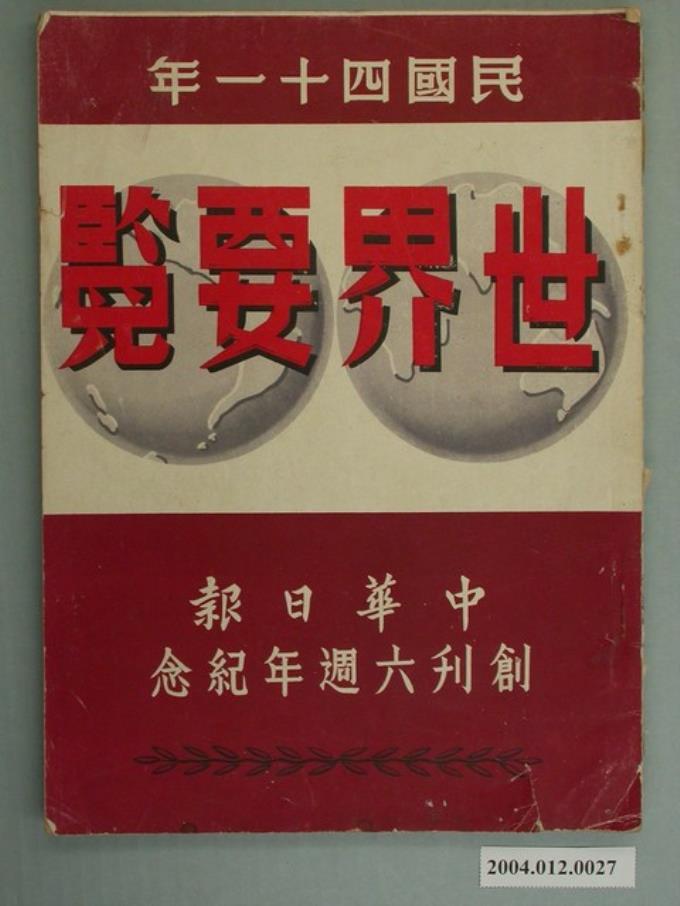 民國四十一年
世界要覽
中華日報
創刊六週年紀念
2004.012.0027